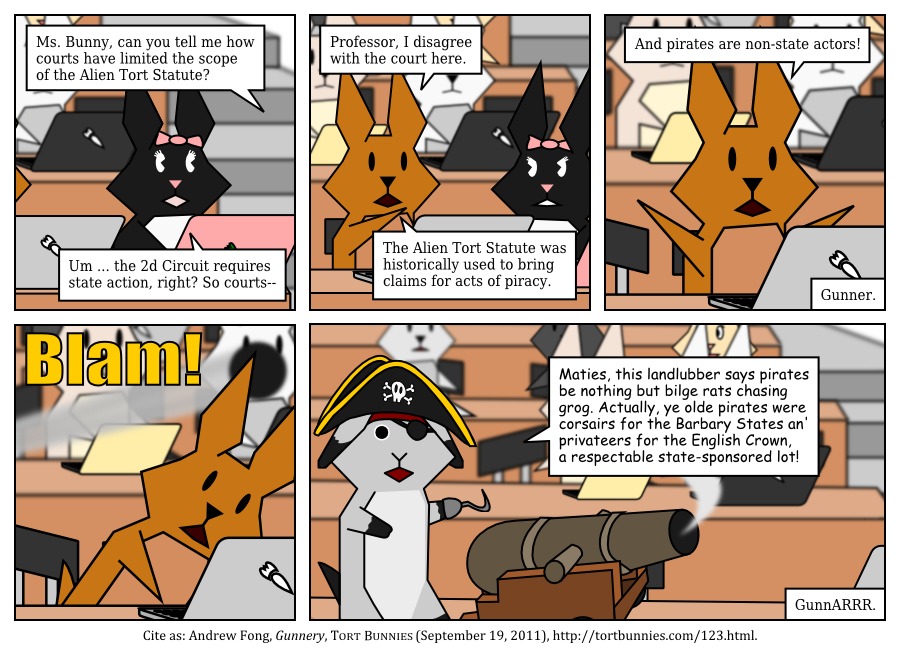 Ms. Bunny, can you tell me how
courts have limited the scope
of the Alien Tort Statute?
Um ... the 2d Circuit requires
state action, right? So courts--
Professor, I disagree
with the court here.
The Alien Tort Statute was
historically used to bring
claims for acts of piracy.
And pirates are non-state actors!
Gunner.
Blam!
Maties, this landlubber says pirates
be nothing but bilge rats chasing
grog. Actually, ye olde pirates were
corsairs for the Barbary States an'
privateers for the English Crown,
a respectable state-sponsored lot!
GunnARRR.
Cite as: Andrew Fong, Gunnery, TORT BUNNIES (September 19, 2011), http://tortbunnies.com/123.html.